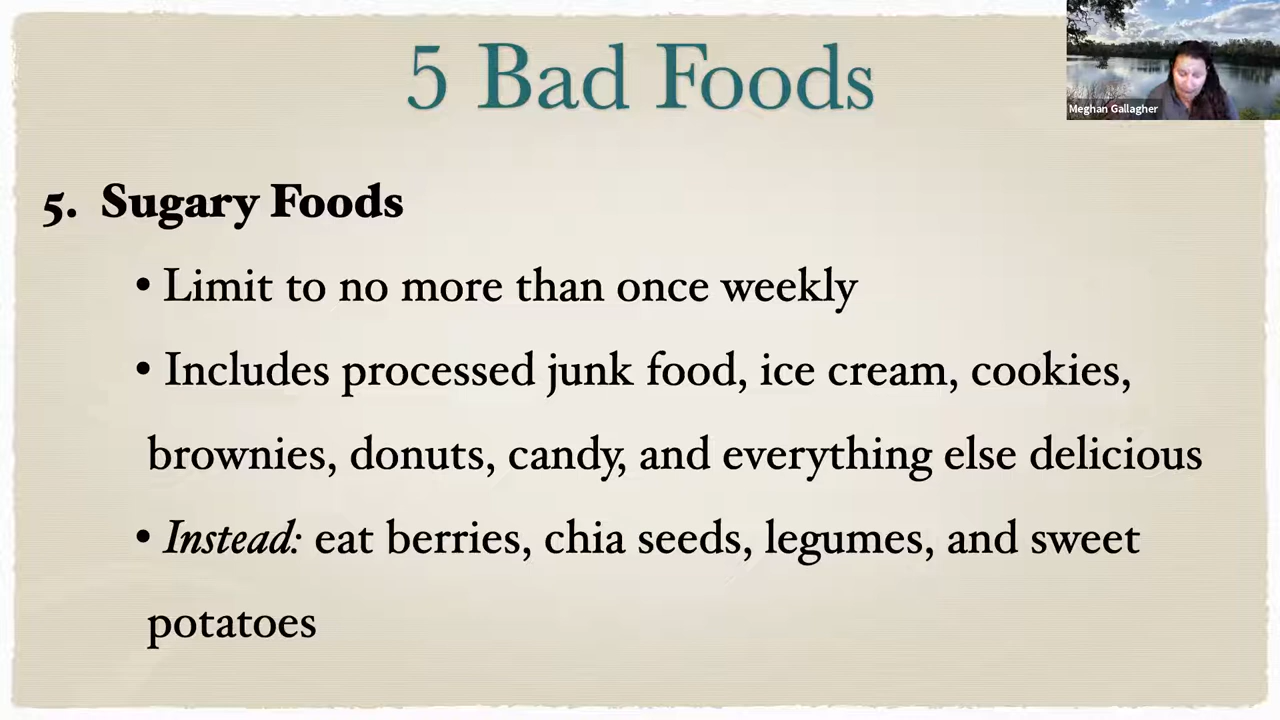 5 Bad Foods
Meghan Gallagher
5. Sugary Foods
• Limit to no more than once weekly
• Includes processed junk food, ice cream, cookies,
brownies, donuts, candy, and everything else delicious
• Instead: eat berries, chia seeds, legumes, and sweet
potatoes